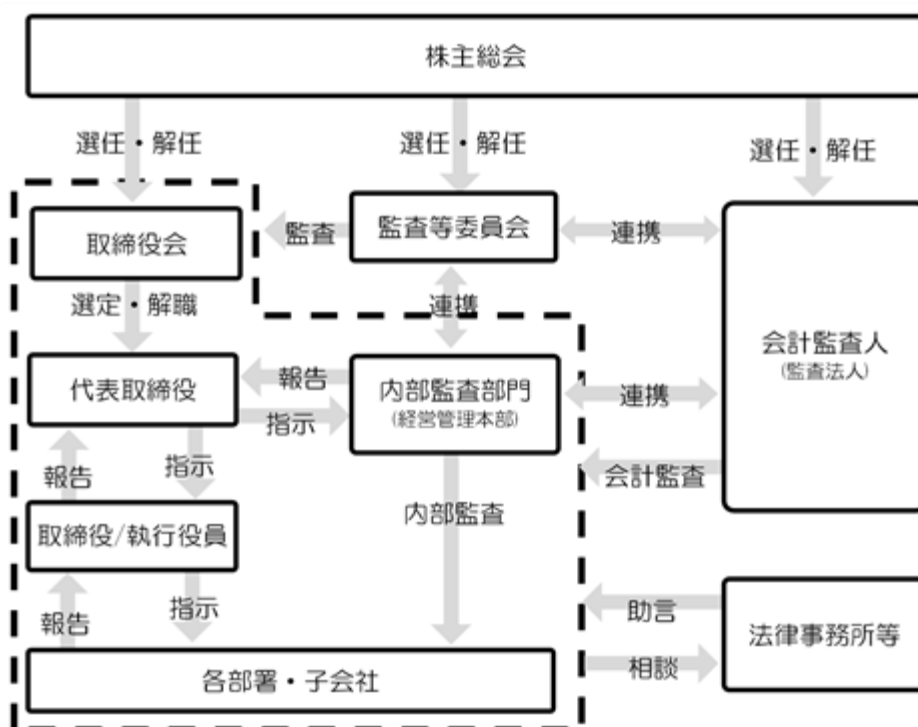 株主総会
選任・解任
選任・解任
選任・解任
取締役会
監査
監査等委員会
連携
選定・解職
連携
会計監査人
(監査法人)
代表取締役
報告
指示
内部監査部門
(経営管理本部)
連携
報告
指示
会計監査
取締役/執行役員
内部監査
報告
指示
助言
法律事務所等
相談
各部署・子会社